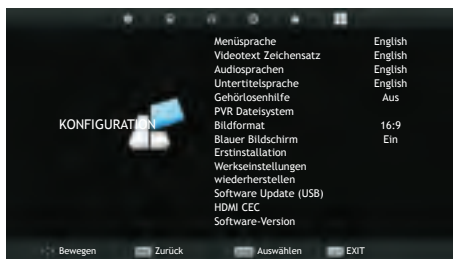 KONFIGURATION
Menüsprache English
Videotext Zeichensatz English
Audiosprachen English
Untertitelsprache English
Gehörlosenhilfe Aus
PVR Dateisystem
Bildformat 16:9
Blauer Bildschirm Ein
Erstinstallation
Werkseinstellungen
wiederherstellen
Software Update (USB)
HDMI CEC
Software-Version
Bewegen Zurück Auswählen EXIT